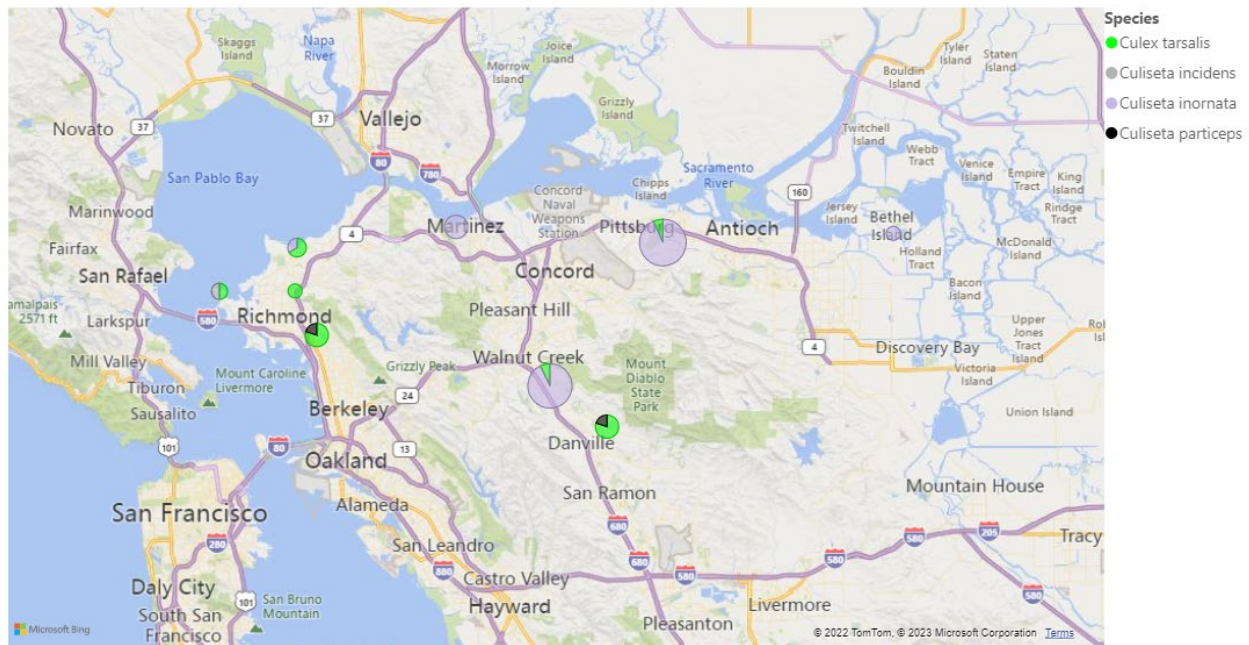 Species
Culex tarsalis
Culiseta incidens
Culiseta inornata
Culiseta particeps
Skaggs
Island
Napa
River
Joice
Island
Morrow
Island
Grizzly
Island
Tyler
Island
Staten
Island
Bouldin
Island
Novato
37
37
Vallejo
80
780
Twitchell
Island
Webb
Tract
Venice
Island
Empire
Tract
King
Island
Rindge
Tract
San Pablo Bay
Sacramento
River
Chipps
Island
Concord
Naval
Weapons
Station
160
Jersey
Island
Bethel
Island
Marinwood
Martinez
4
Pittsburg
Antioch
Fairfax
San Rafael
Concord
Holland
Tract
McDonald
Island
Bacon
Island
amalpais
2571 ft
Larkspur
580
Richmond
Pleasant Hill
Upper
Jones
Tract
Mill Valley
Tiburon
Sausalito
Mount Caroline
Livermore
Grizzly Peak
Walnut Creek
Mount
Diablo
State
Park
4
Discovery Bay
Victoria
Island
24
101
Berkeley
80
Oakland
13
Danville
Union Island
Alameda
San Ramon
Mountain House
San Francisco
280
San Leandro
880
680
680
580
580
580
205
Tracy
580
Daly City
101
San Bruno
Mountain
South San
Francisco
Castro Valley
Hayward
Livermore
Pleasanton
Microsoft Bing
© 2022 TomTom, © 2023 Microsoft Corporation Terms